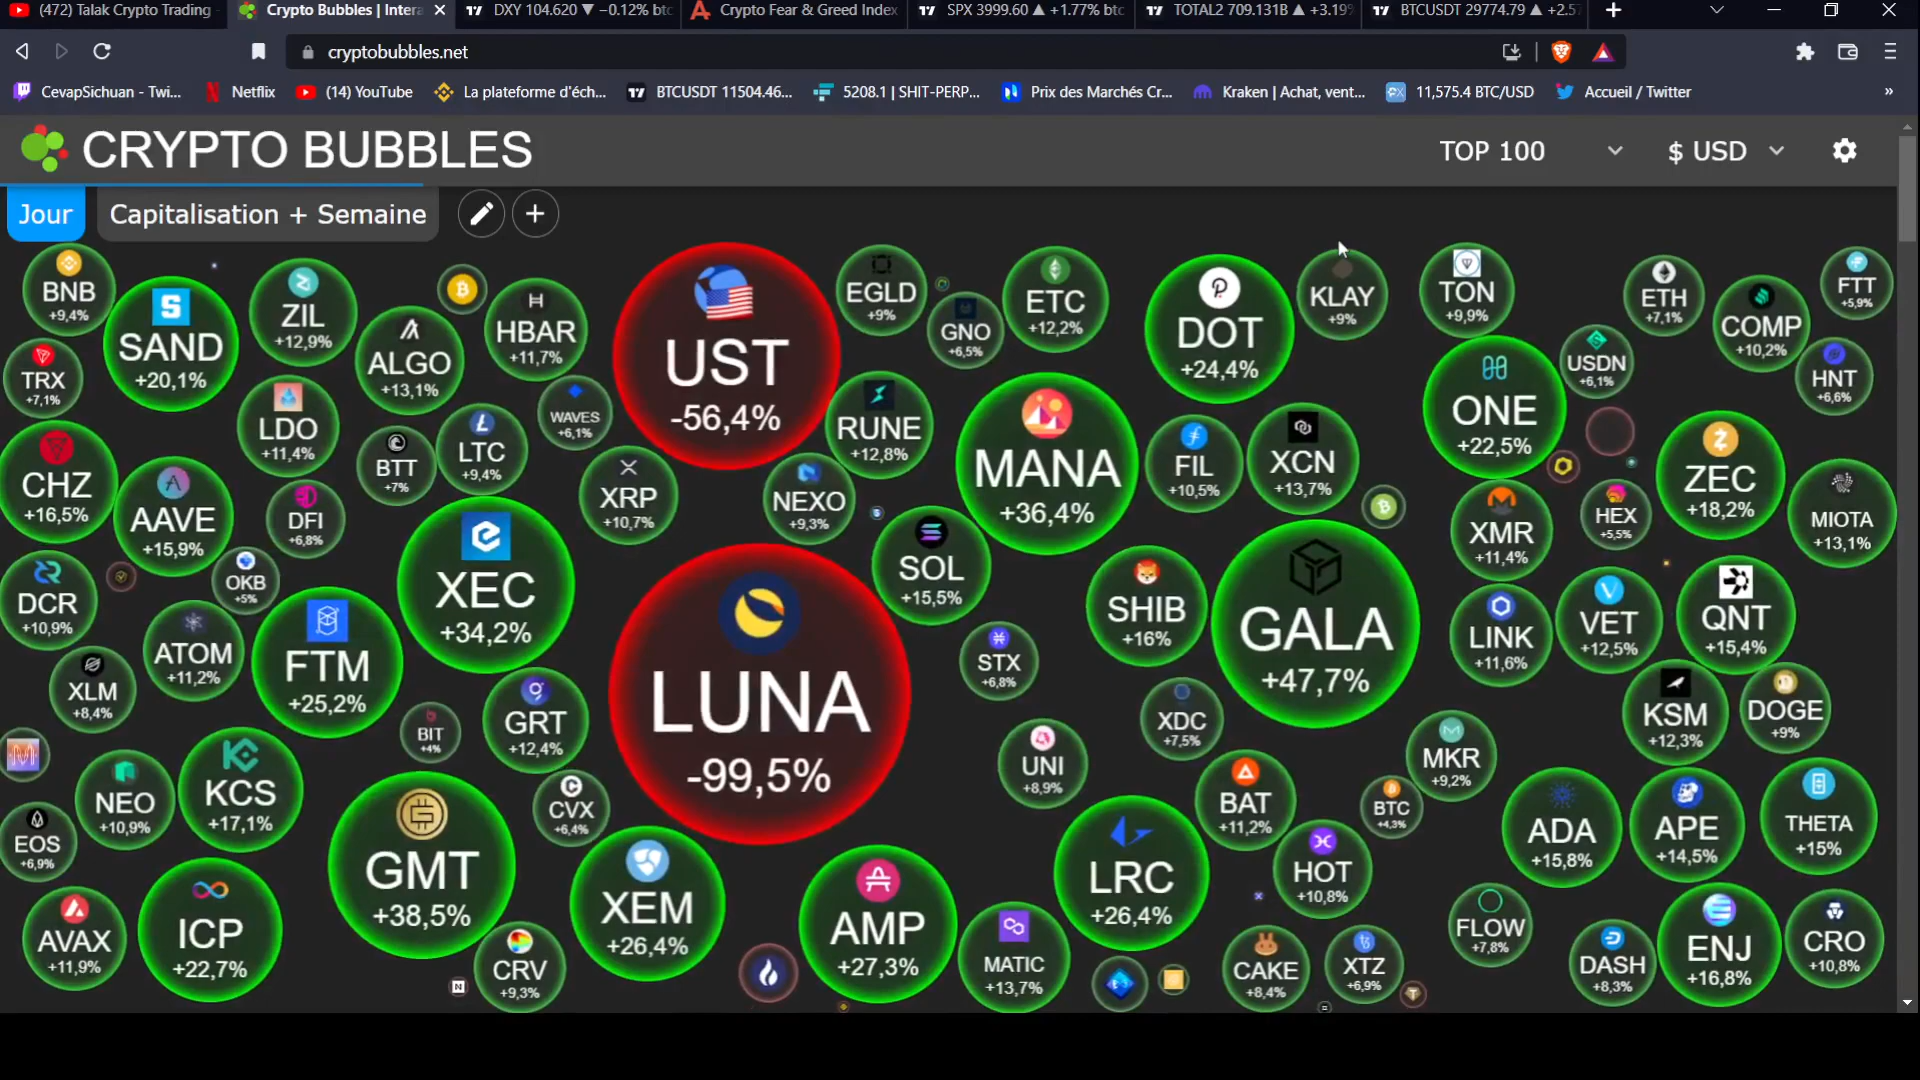 (472) Talak Crypto Trading
Crypto Bubbles | Intera
DXY 104.620 ▼ −0.12% btc
Crypto Fear & Greed Index
SPX 3999.60 ▲ +1.77% btc
TOTAL2 709.131B ▲ +3.19%
BTCUSDT 29774.79 ▲ +2.57
cryptobubbles.net
CevapSichuan - Twi...
Netflix
(14) YouTube
La plateforme d'éch...
BTCUSDT 11504.46...
5208.1 | SHIT-PERP...
Prix des Marchés Cr...
Kraken | Achat, vent...
11,575.4 BTC/USD
Accueil / Twitter
»
CRYPTO BUBBLES
TOP 100
$ USD
Jour
Capitalisation + Semaine
BNB
+9,4%
SAND
+20,1%
ZIL
+12,9%
ALGO
+13,1%
HBAR
+11,7%
UST
-56,4%
EGLD
+9%
GNO
+6,5%
ETC
+12,2%
DOT
+24,4%
KLAY
+9%
TON
+9,9%
ETH
+7,1%
COMP
+10,2%
FTT
+5,9%
TRX
+7,1%
LDO
+11,4%
BTT
+7%
LTC
+9,4%
WAVES
+6,1%
RUNE
+12,8%
MANA
+36,4%
FIL
+10,5%
XCN
+13,7%
ONE
+22,5%
USDN
+6,1%
HNT
+6,6%
CHZ
+16,5%
AAVE
+15,9%
DFI
+6,8%
XRP
+10,7%
NEXO
+9,3%
ZEC
+18,2%
MIOTA
+13,1%
XMR
+11,4%
HEX
+5,5%
DCR
+10,9%
OKB
+5%
XEC
+34,2%
SOL
+15,5%
SHIB
+16%
GALA
+47,7%
LINK
+11,6%
VET
+12,5%
QNT
+15,4%
XLM
+8,4%
ATOM
+11,2%
FTM
+25,2%
BIT
+4%
GRT
+12,4%
LUNA
-99,5%
STX
+6,8%
XDC
+7,5%
UNI
+8,9%
MKR
+9,2%
KSM
+12,3%
DOGE
+9%
NEO
+10,9%
KCS
+17,1%
CVX
+6,4%
BAT
+11,2%
BTC
+4,3%
ADA
+15,8%
APE
+14,5%
THETA
+15%
EOS
+6,9%
GMT
+38,5%
XEM
+26,4%
AMP
+27,3%
LRC
+26,4%
HOT
+10,8%
FLOW
+7,8%
AVAX
+11,9%
ICP
+22,7%
CRV
+9,3%
MATIC
+13,7%
CAKE
+8,4%
XTZ
+6,9%
DASH
+8,3%
ENJ
+16,8%
CRO
+10,8%